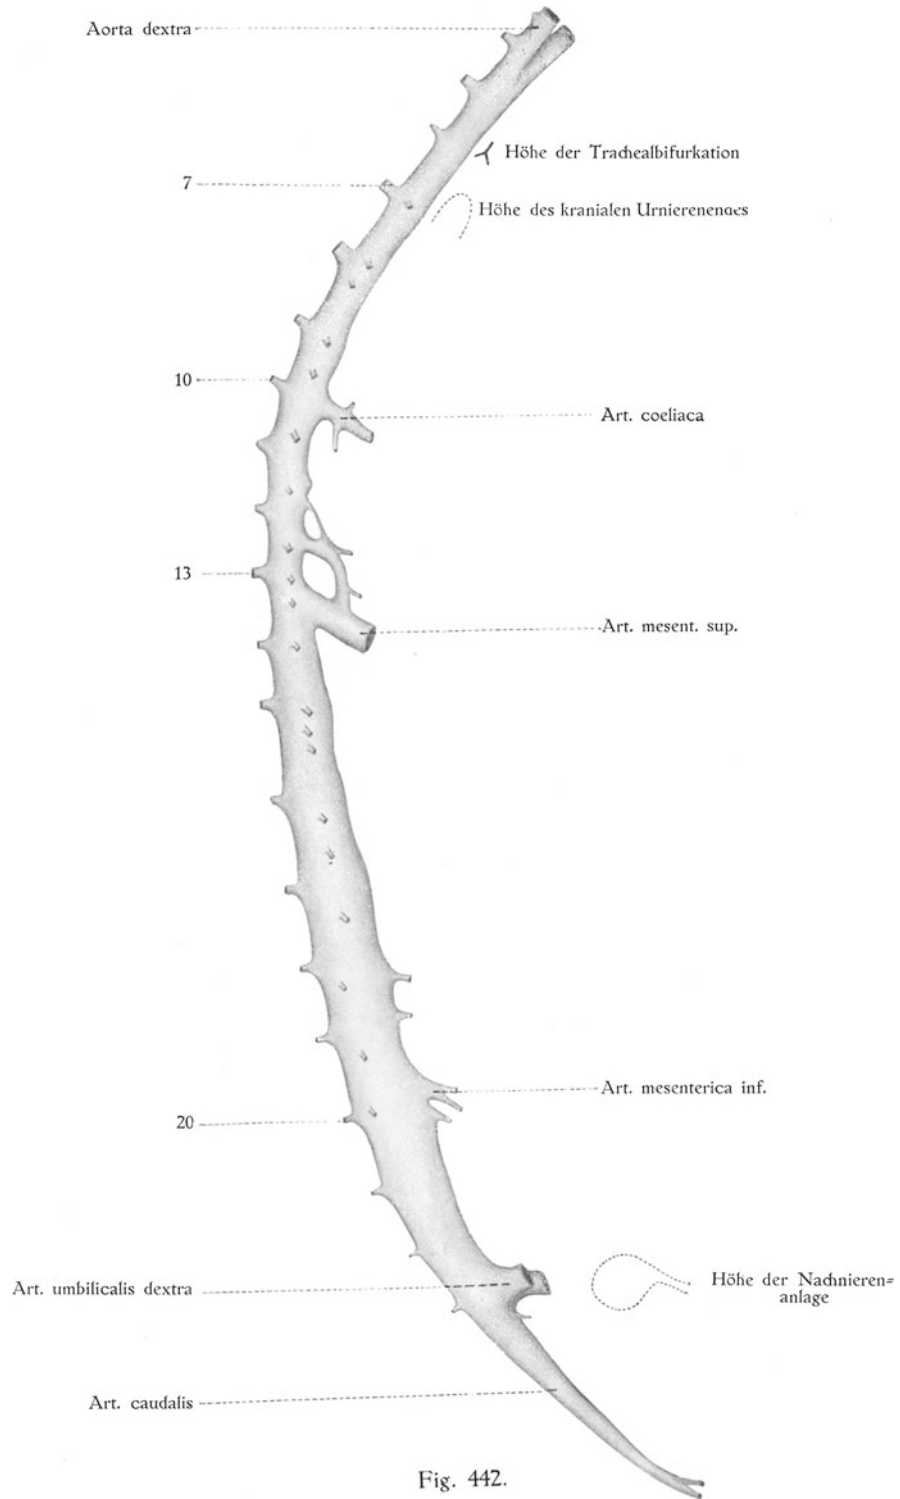 Aorta dextra
Höhe der Trachealbifurkation
7
Höhe des kranialen Urnierenendes
10
Art. coeliaca
13
Art. mesent. sup.
Art. mesenterica inf.
20
Art. umbilicalis dextra
Höhe der Nachnieren=
anlage
Art. caudalis
Fig. 442.